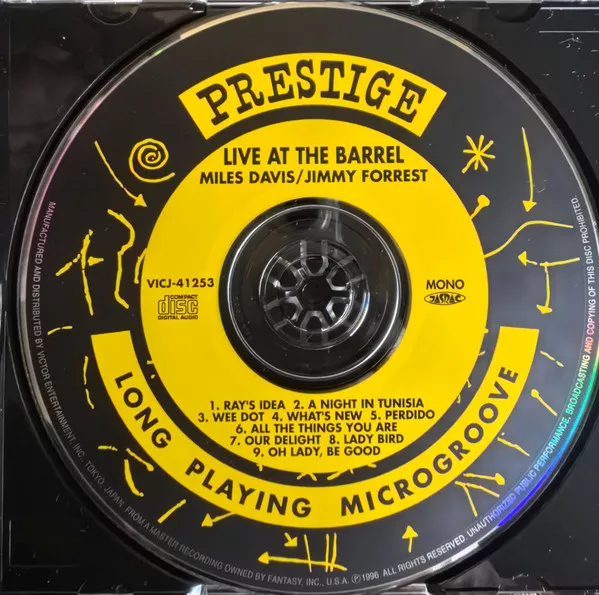 PRESTIGE
LIVE AT THE BARREL
MILES DAVIS/JIMMY FORREST
VICJ-41253
COMPACT
disc
DIGITAL AUDIO
MONO
JASRAC
1. RAY'S IDEA 2. A NIGHT IN TUNISIA
3. WEE DOT 4. WHAT'S NEW 5. PERDIDO
6. ALL THE THINGS YOU ARE
7. OUR DELIGHT 8. LADY BIRD
9. OH LADY, BE GOOD
LONG PLAYING MICROGROOVE
MANUFACTURED AND DISTRIBUTED BY VICTOR ENTERTAINMENT, INC., TOKYO, JAPAN, FROM A MASTER RECORDING OWNED BY FANTASY, INC., U.S.A. ℗1996 ALL RIGHTS RESERVED. UNAUTHORIZED PUBLIC PERFORMANCE, BROADCASTING AND COPYING OF THIS DISC PROHIBITED.